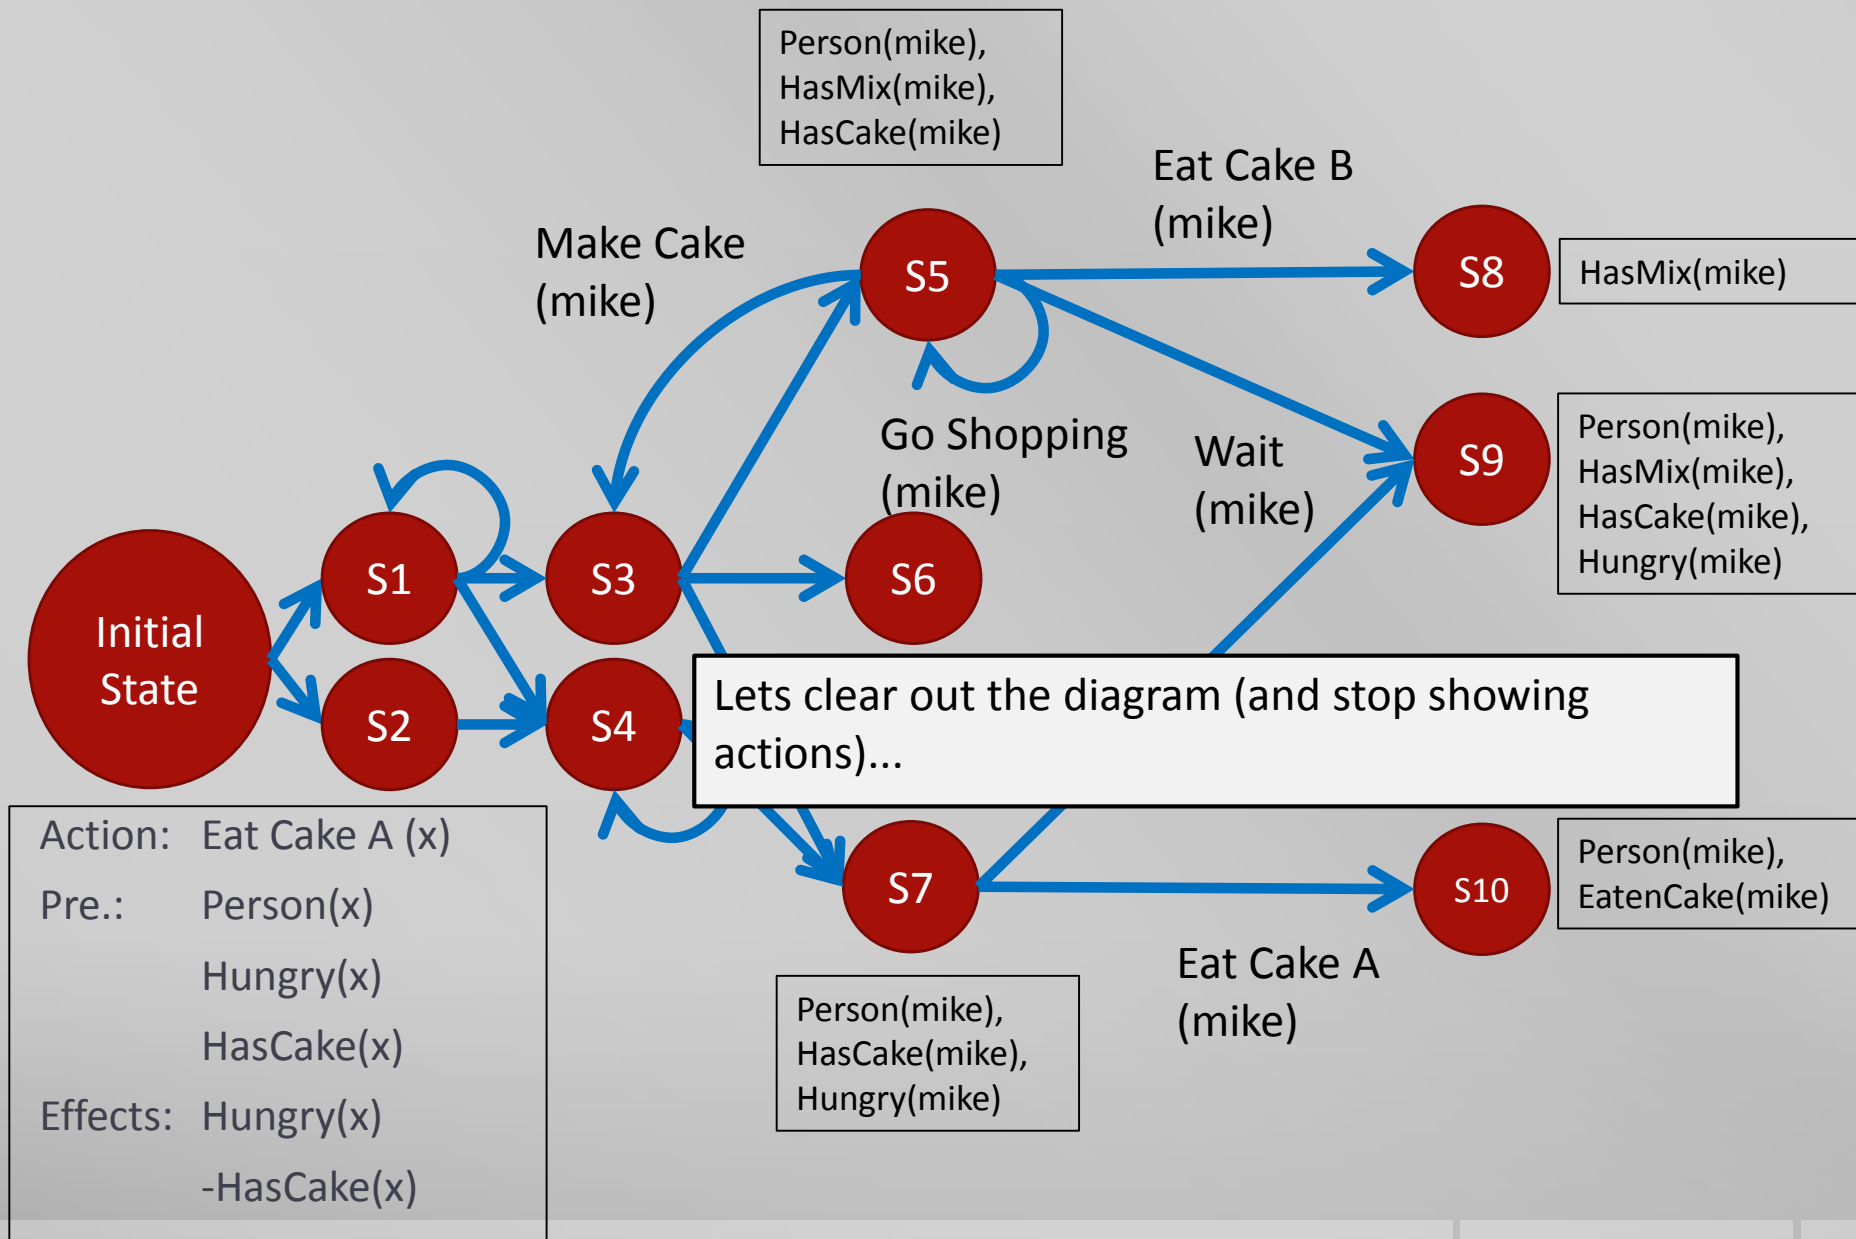 Person(mike),
HasMix(mike),
HasCake(mike)
Eat Cake B
(mike)
Make Cake
(mike)
S5
S8
HasMix(mike)
Go Shopping
(mike)
Wait
(mike)
S9
Person(mike),
HasMix(mike),
HasCake(mike),
Hungry(mike)
Initial
State
S1
S3
S6
S2
S4
Lets clear out the diagram (and stop showing
actions)...
Action: Eat Cake A (x)
Pre.: Person(x)
Hungry(x)
HasCake(x)
Effects: Hungry(x)
-HasCake(x)
S7
S10
Person(mike),
EatenCake(mike)
Eat Cake A
(mike)
Person(mike),
HasCake(mike),
Hungry(mike)